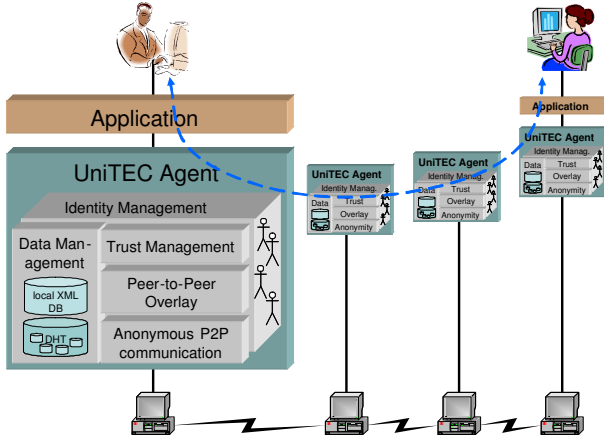 Application
UniTEC Agent
Identity Management
Data Man-
agement
Trust Management
local XML
DB
Peer-to-Peer
Overlay
DHT
Anonymous P2P
communication
UniTEC Agent
Identity Manag.
Data
Trust
Overlay
Anonymity
UniTEC Agent
Identity Manag.
Data
Trust
Overlay
Anonymity
Application
UniTEC Agent
Identity Manag.
Data
Trust
Overlay
Anonymity